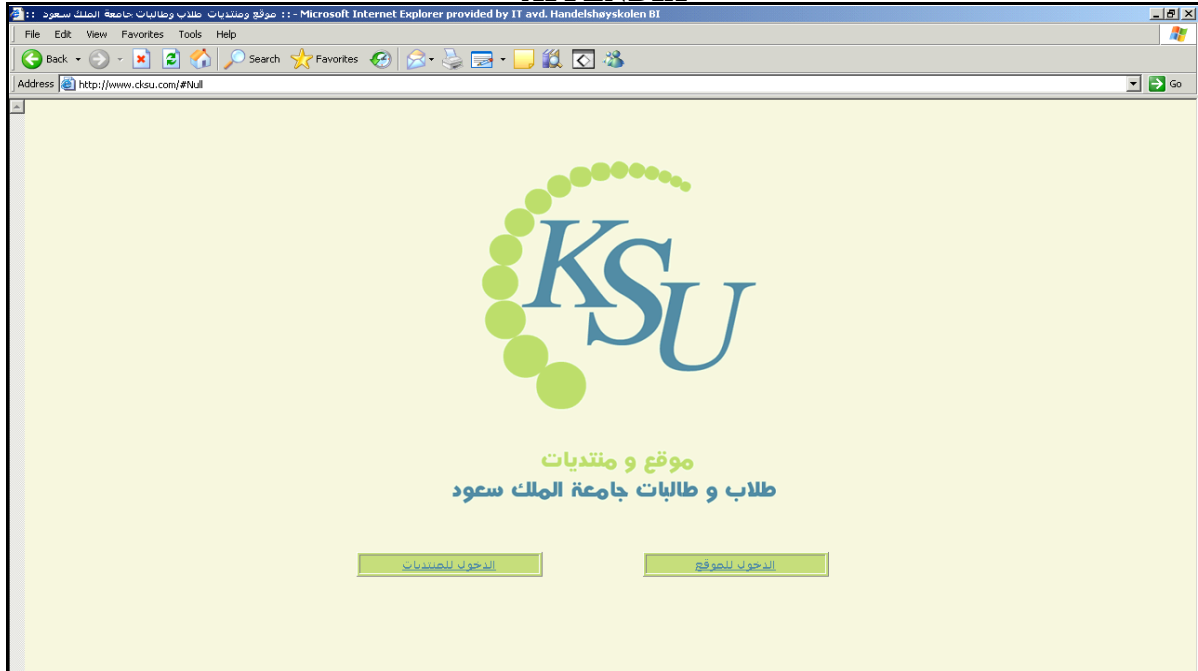 :: موقع ومنتديات طلاب وطالبات جامعة الملك سعود :: - Microsoft Internet Explorer provided by IT avd. Handelshøyskolen BI
File Edit View Favorites Tools Help
Back Search Favorites
Address http://www.cksu.com/#Null Go
KSU
موقع و منتديات
طلاب و طالبات جامعة الملك سعود
الدخول للموقع الدخول للمنتديات